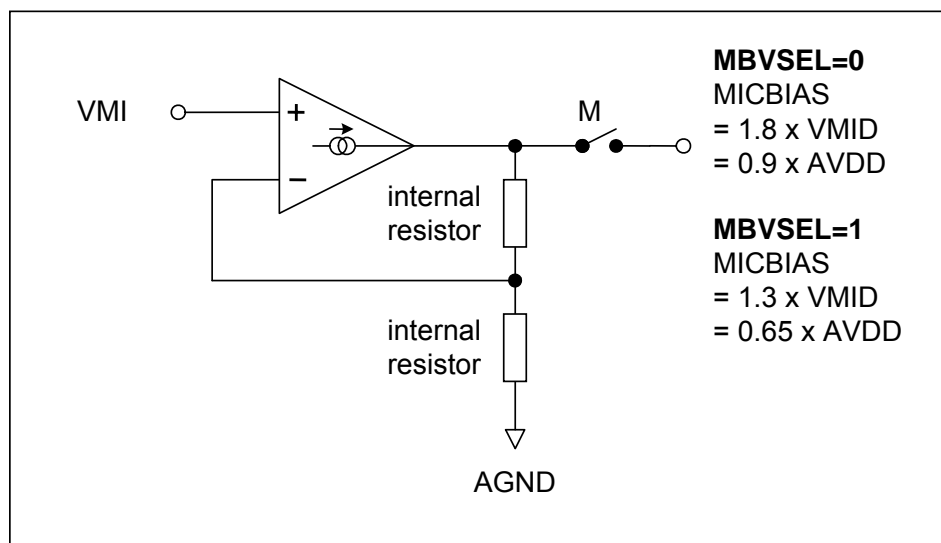 VMI
+
−
M
internal
resistor
internal
resistor
AGND
MBVSEL=0
MICBIAS
= 1.8 x VMID
= 0.9 x AVDD
MBVSEL=1
MICBIAS
= 1.3 x VMID
= 0.65 x AVDD